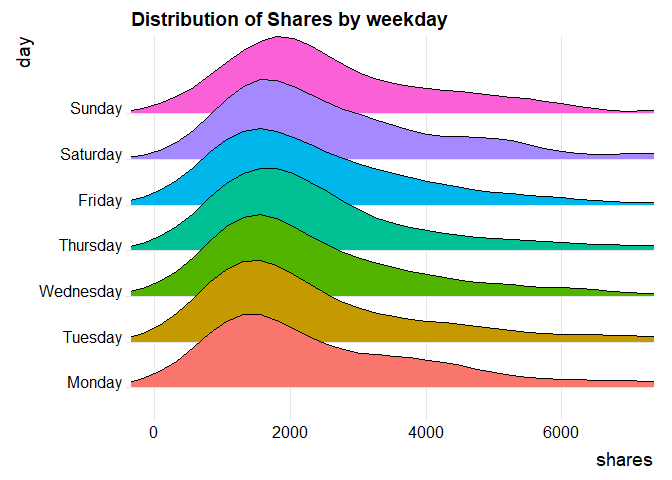 Distribution of Shares by weekday
day
Sunday
Saturday
Friday
Thursday
Wednesday
Tuesday
Monday
0 2000 4000 6000
shares